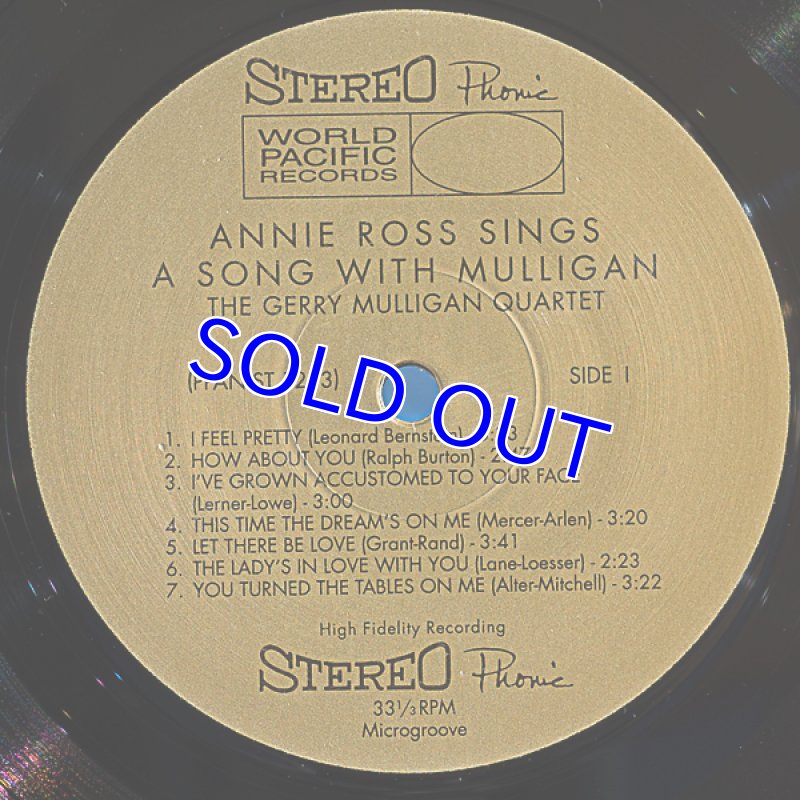 STEREO Phonic
WORLD
PACIFIC
RECORDS
ANNIE ROSS SINGS
A SONG WITH MULLIGAN
THE GERRY MULLIGAN QUARTET
SIDE 1
SOLD OUT
1. I FEEL PRETTY (Leonard Bernstein)
2. HOW ABOUT YOU (Ralph Burton) -
3. I'VE GROWN ACCUSTOMED TO YOUR FACE
(Lerner-Lowe) - 3:00
4. THIS TIME THE DREAM'S ON ME (Mercer-Arlen) - 3:20
5. LET THERE BE LOVE (Grant-Rand) - 3:41
6. THE LADY'S IN LOVE WITH YOU (Lane-Loesser) - 2:23
7. YOU TURNED THE TABLES ON ME (Alter-Mitchell) - 3:22
High Fidelity Recording
STEREO Phonic
33⅓ RPM
Microgroove